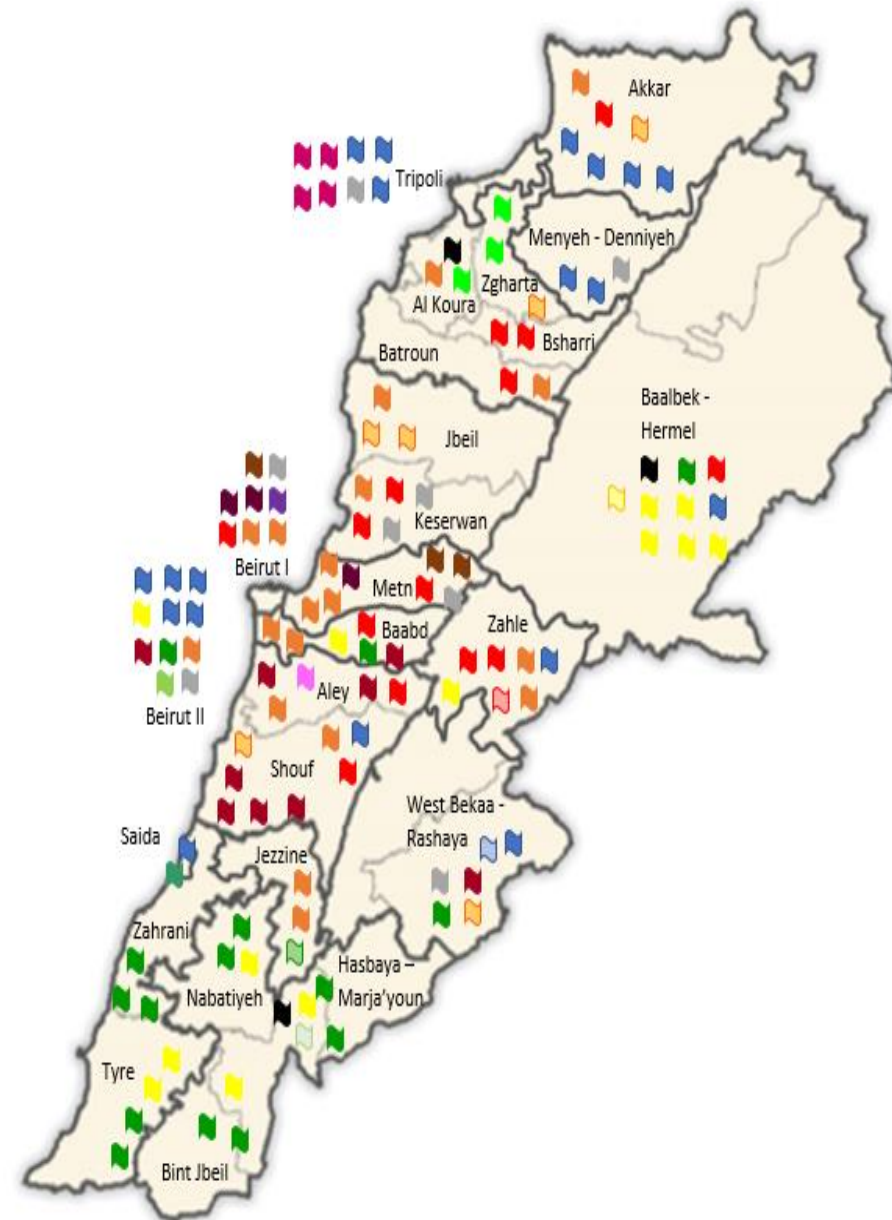 Akkar
Tripoli
Menyeh - Denniyeh
Zgharta
Al Koura
Bsharri
Batroun
Baalbek -
Hermel
Jbeil
Keserwan
Beirut I
Metn
Baabd
Zahle
Aley
Beirut II
Shouf
West Bekaa -
Rashaya
Saida
Jezzine
Zahrani
Hasbaya –
Marja'youn
Nabatiyeh
Tyre
Bint Jbeil